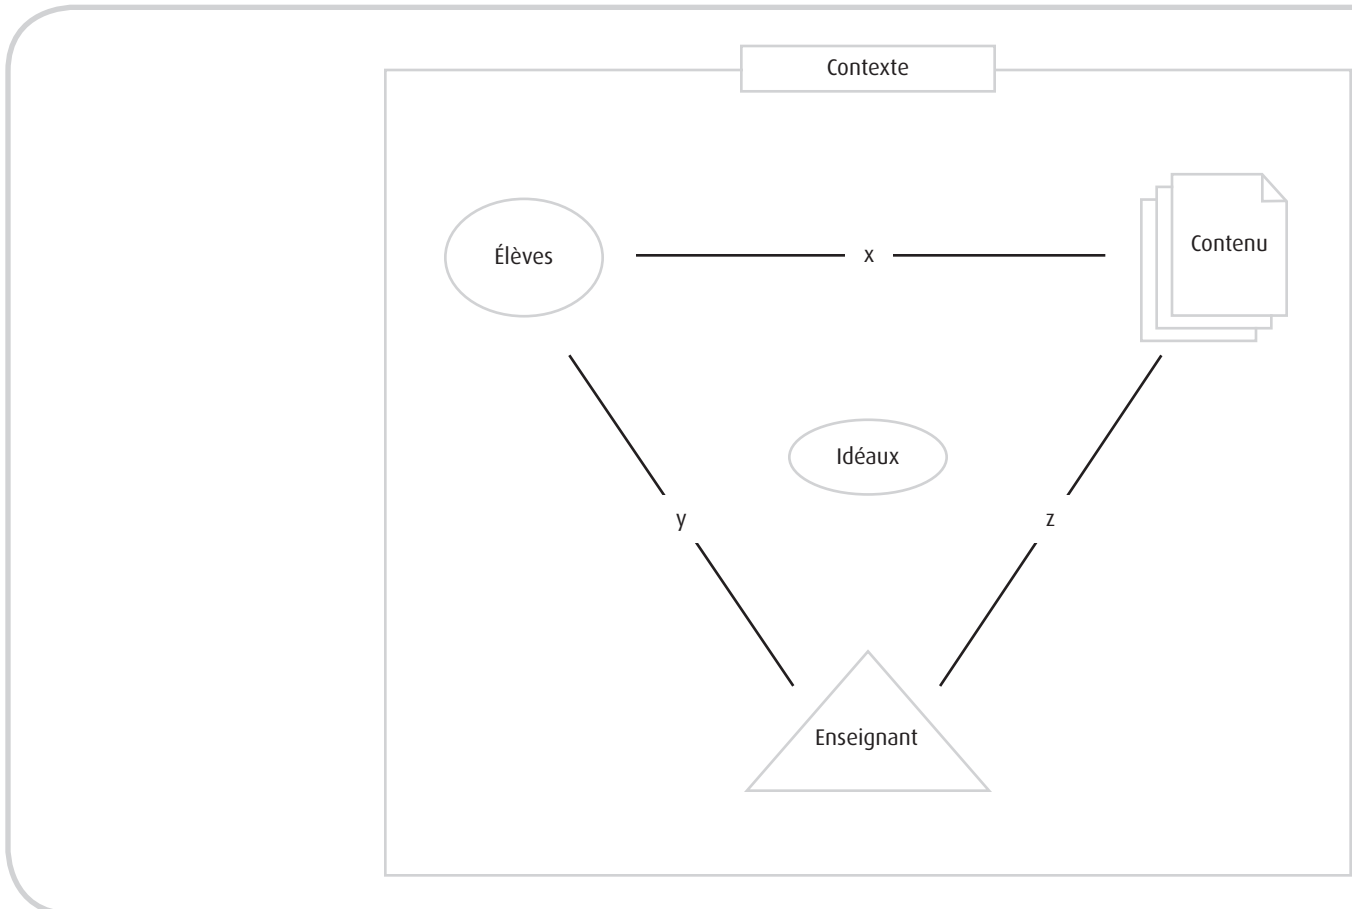 Contexte
Élèves
x
Contenu
Idéaux
y
z
Enseignant